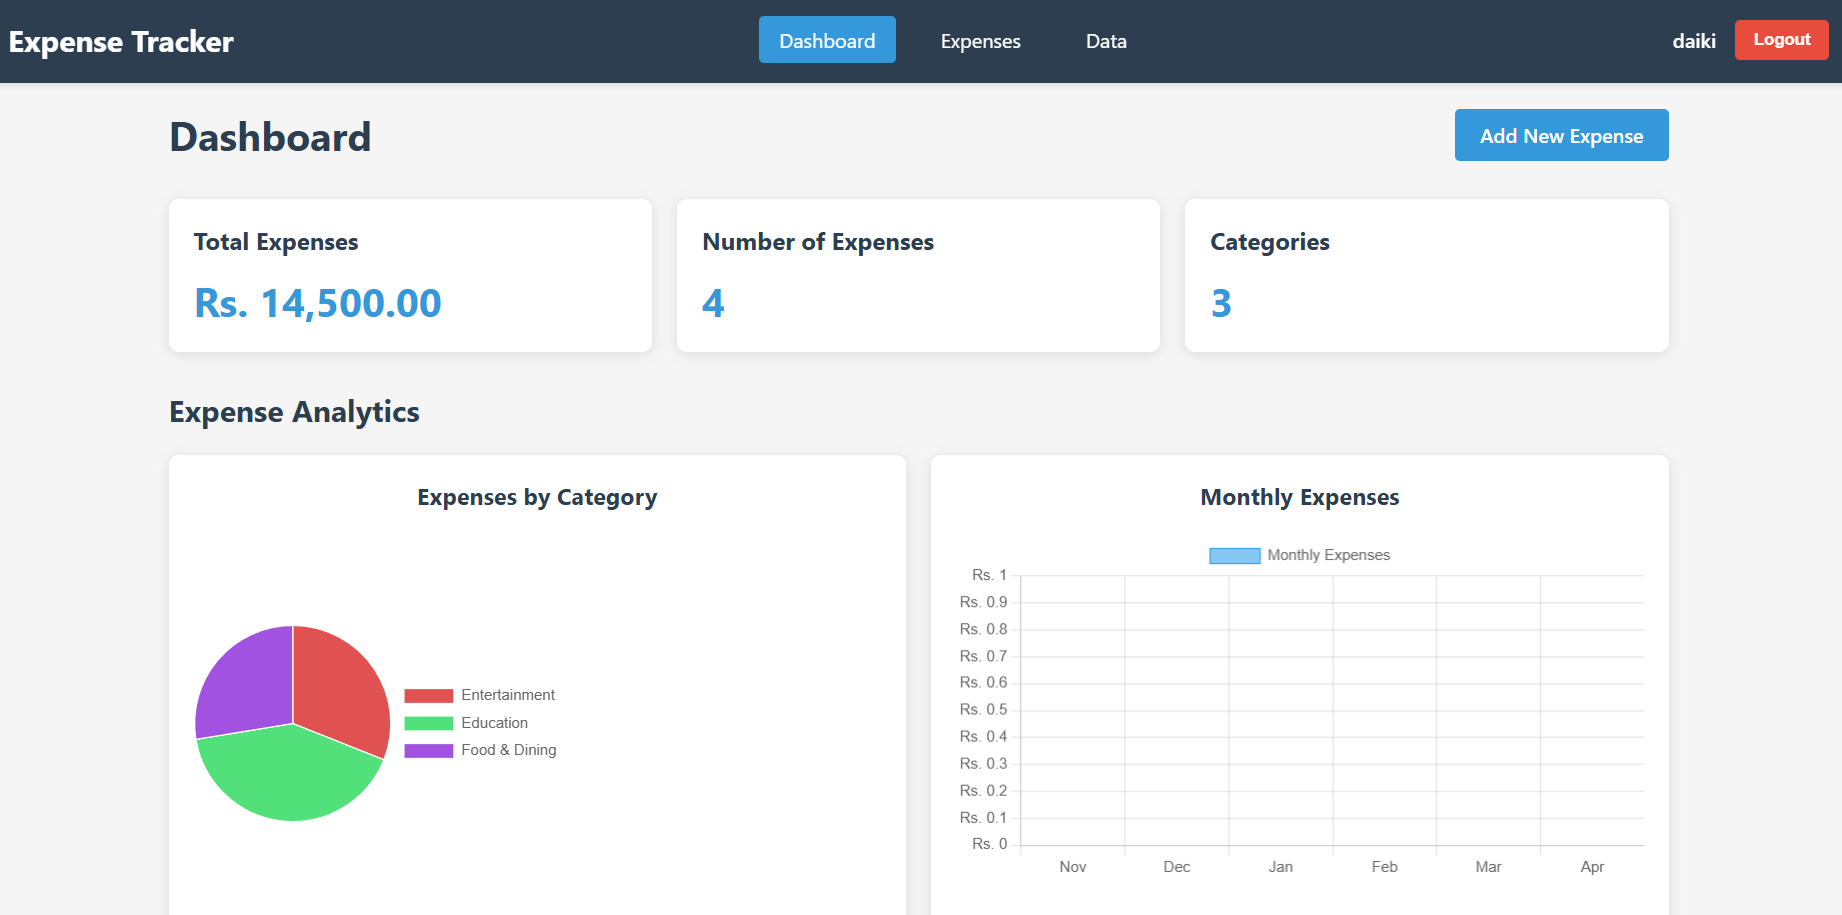 Expense Tracker
Dashboard
Expenses
Data
daiki
Logout
Dashboard
Add New Expense
Total Expenses
Rs. 14,500.00
Number of Expenses
4
Categories
3
Expense Analytics
Expenses by Category
Entertainment
Education
Food & Dining
Monthly Expenses
Monthly Expenses
Rs. 1
Rs. 0.9
Rs. 0.8
Rs. 0.7
Rs. 0.6
Rs. 0.5
Rs. 0.4
Rs. 0.3
Rs. 0.2
Rs. 0.1
Rs. 0
Nov Dec Jan Feb Mar Apr